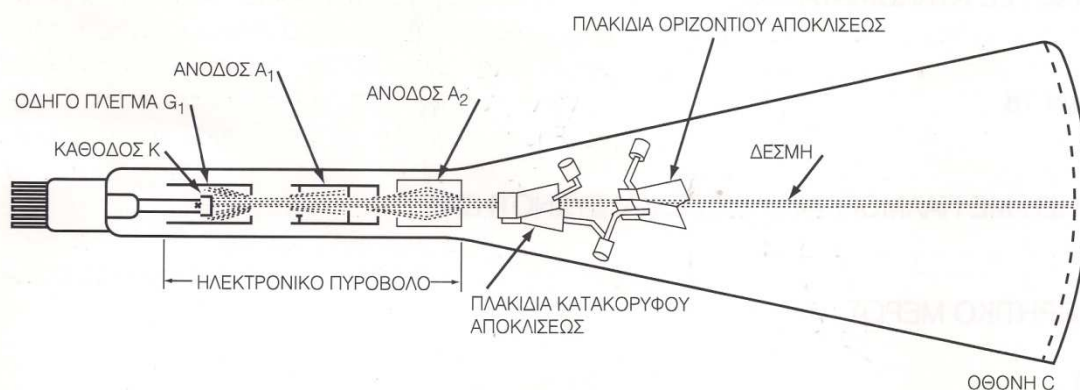 ΠΛΑΚΙΔΙΑ ΟΡΙΖΟΝΤΙΟΥ ΑΠΟΚΛΙΣΕΩΣ
ΑΝΟΔΟΣ A₁
ΑΝΟΔΟΣ A₂
ΟΔΗΓΟ ΠΛΕΓΜΑ G₁
ΚΑΘΟΔΟΣ Κ
ΔΕΣΜΗ
ΗΛΕΚΤΡΟΝΙΚΟ ΠΥΡΟΒΟΛΟ
ΠΛΑΚΙΔΙΑ ΚΑΤΑΚΟΡΥΦΟΥ
ΑΠΟΚΛΙΣΕΩΣ
ΟΘΟΝΗ C